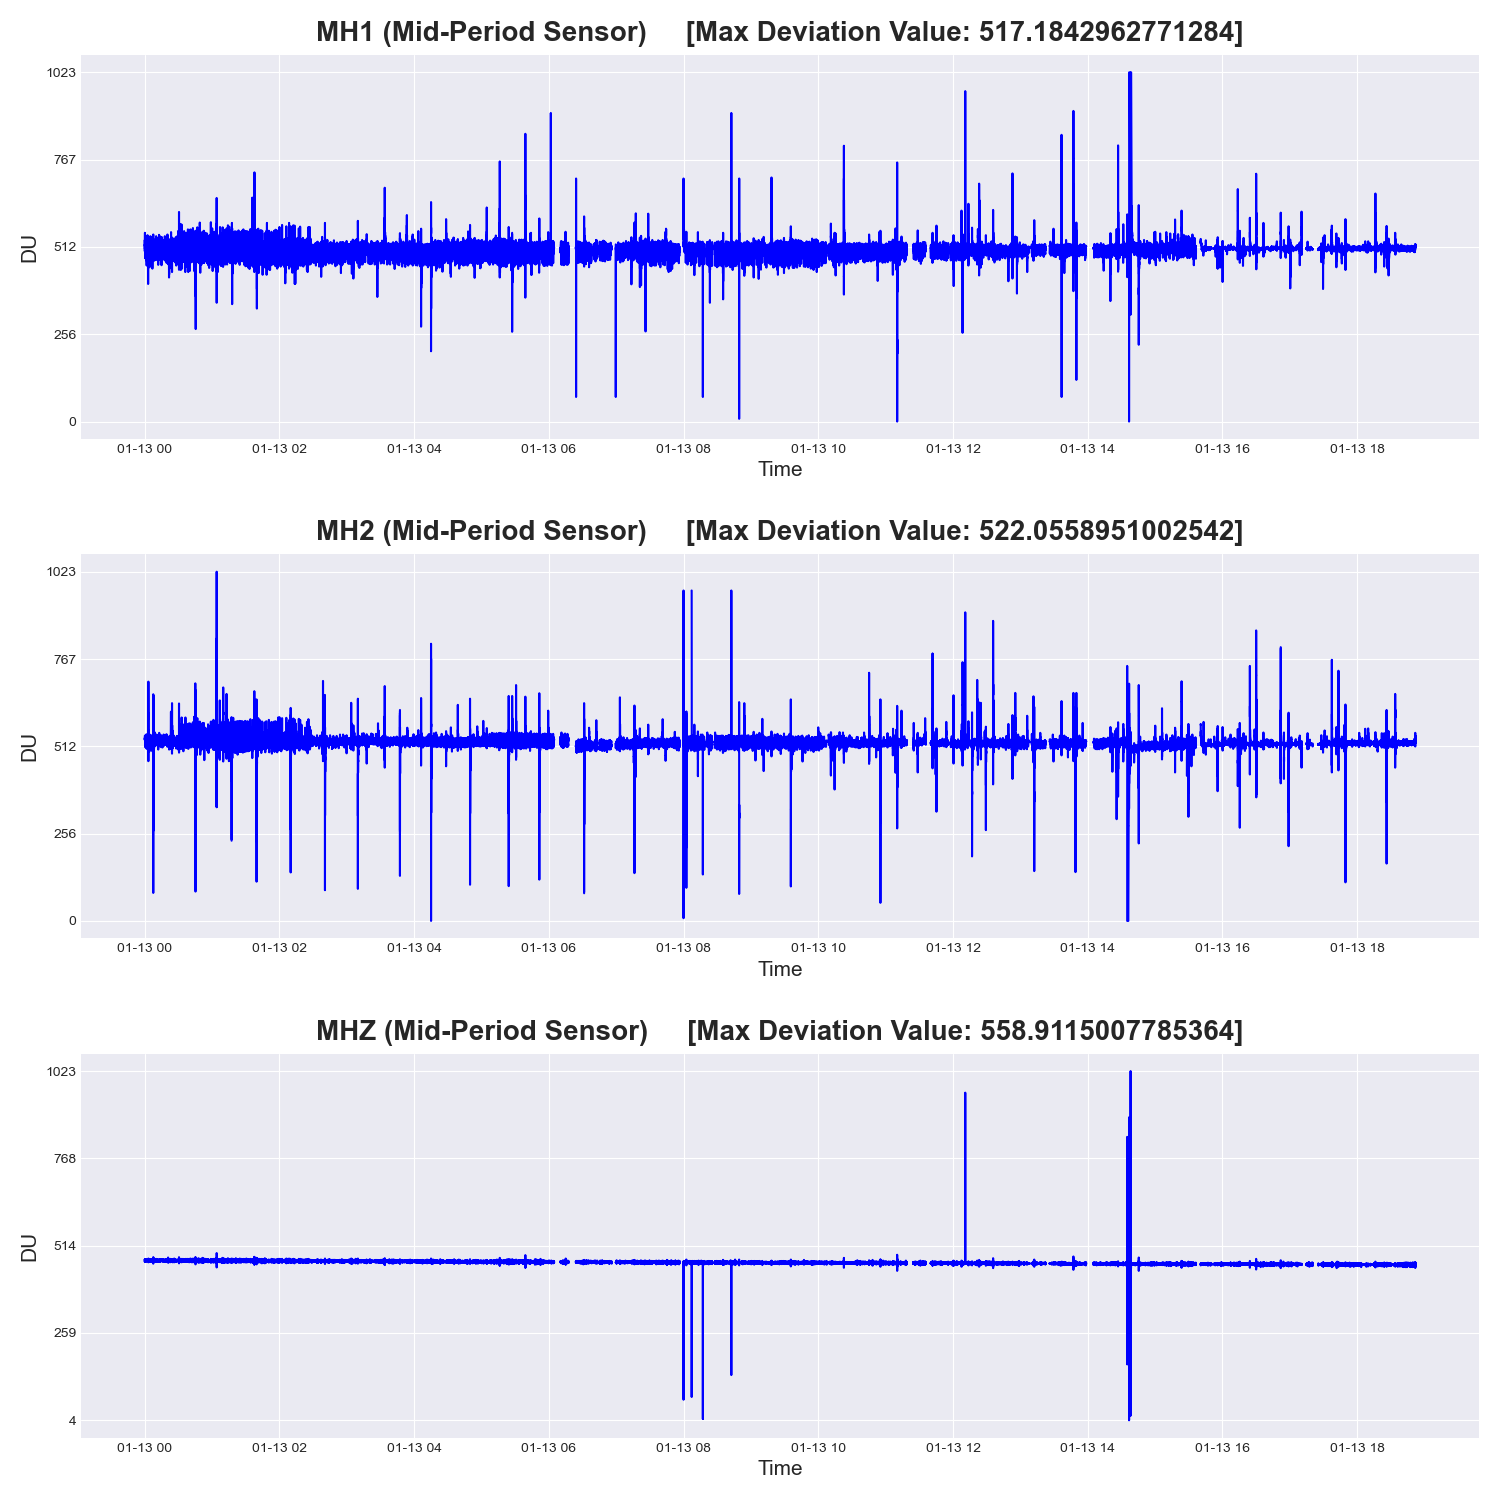 MH1 (Mid-Period Sensor) [Max Deviation Value: 517.1842962771284]
1023
767
512
256
0
DU
01-13 00 01-13 02 01-13 04 01-13 06 01-13 08 01-13 10 01-13 12 01-13 14 01-13 16 01-13 18
Time
MH2 (Mid-Period Sensor) [Max Deviation Value: 522.0558951002542]
1023
767
512
256
0
DU
01-13 00 01-13 02 01-13 04 01-13 06 01-13 08 01-13 10 01-13 12 01-13 14 01-13 16 01-13 18
Time
MHZ (Mid-Period Sensor) [Max Deviation Value: 558.9115007785364]
1023
768
514
259
4
DU
01-13 00 01-13 02 01-13 04 01-13 06 01-13 08 01-13 10 01-13 12 01-13 14 01-13 16 01-13 18
Time